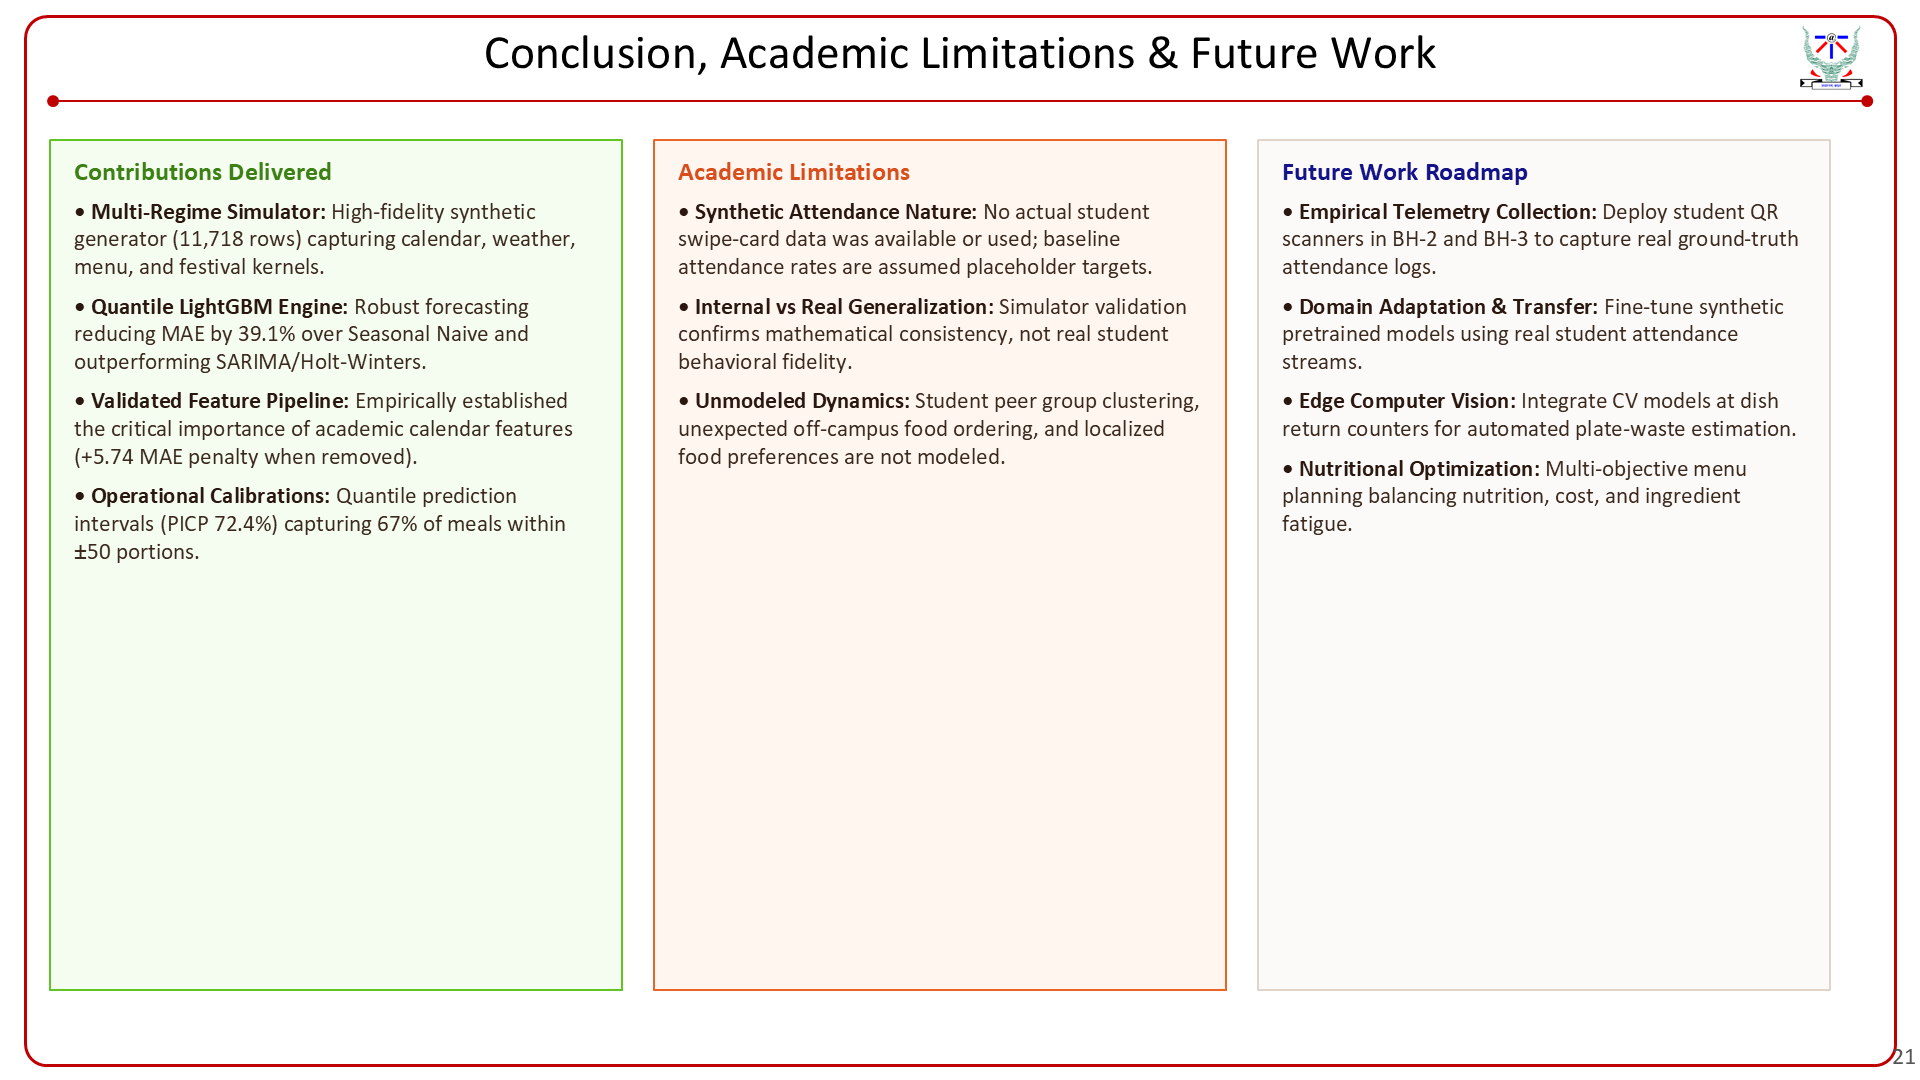 Conclusion, Academic Limitations & Future Work
Contributions Delivered
• Multi-Regime Simulator: High-fidelity synthetic
generator (11,718 rows) capturing calendar, weather,
menu, and festival kernels.
• Quantile LightGBM Engine: Robust forecasting
reducing MAE by 39.1% over Seasonal Naive and
outperforming SARIMA/Holt-Winters.
• Validated Feature Pipeline: Empirically established
the critical importance of academic calendar features
(+5.74 MAE penalty when removed).
• Operational Calibrations: Quantile prediction
intervals (PICP 72.4%) capturing 67% of meals within
±50 portions.
Academic Limitations
• Synthetic Attendance Nature: No actual student
swipe-card data was available or used; baseline
attendance rates are assumed placeholder targets.
• Internal vs Real Generalization: Simulator validation
confirms mathematical consistency, not real student
behavioral fidelity.
• Unmodeled Dynamics: Student peer group clustering,
unexpected off-campus food ordering, and localized
food preferences are not modeled.
Future Work Roadmap
• Empirical Telemetry Collection: Deploy student QR
scanners in BH-2 and BH-3 to capture real ground-truth
attendance logs.
• Domain Adaptation & Transfer: Fine-tune synthetic
pretrained models using real student attendance
streams.
• Edge Computer Vision: Integrate CV models at dish
return counters for automated plate-waste estimation.
• Nutritional Optimization: Multi-objective menu
planning balancing nutrition, cost, and ingredient
fatigue.
21